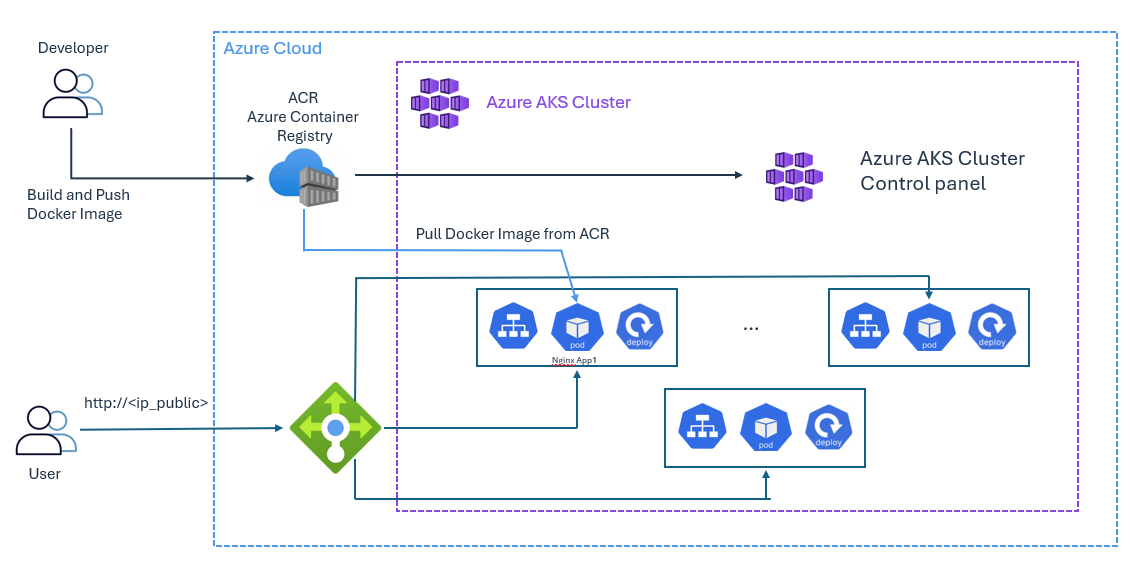 Developer
Azure Cloud
ACR
Azure Container
Registry
Azure AKS Cluster
Azure AKS Cluster
Control panel
Build and Push
Docker Image
Pull Docker Image from ACR
pod
deploy
Nginx App1
...
pod
deploy
http://<ip_public>
pod
deploy
User